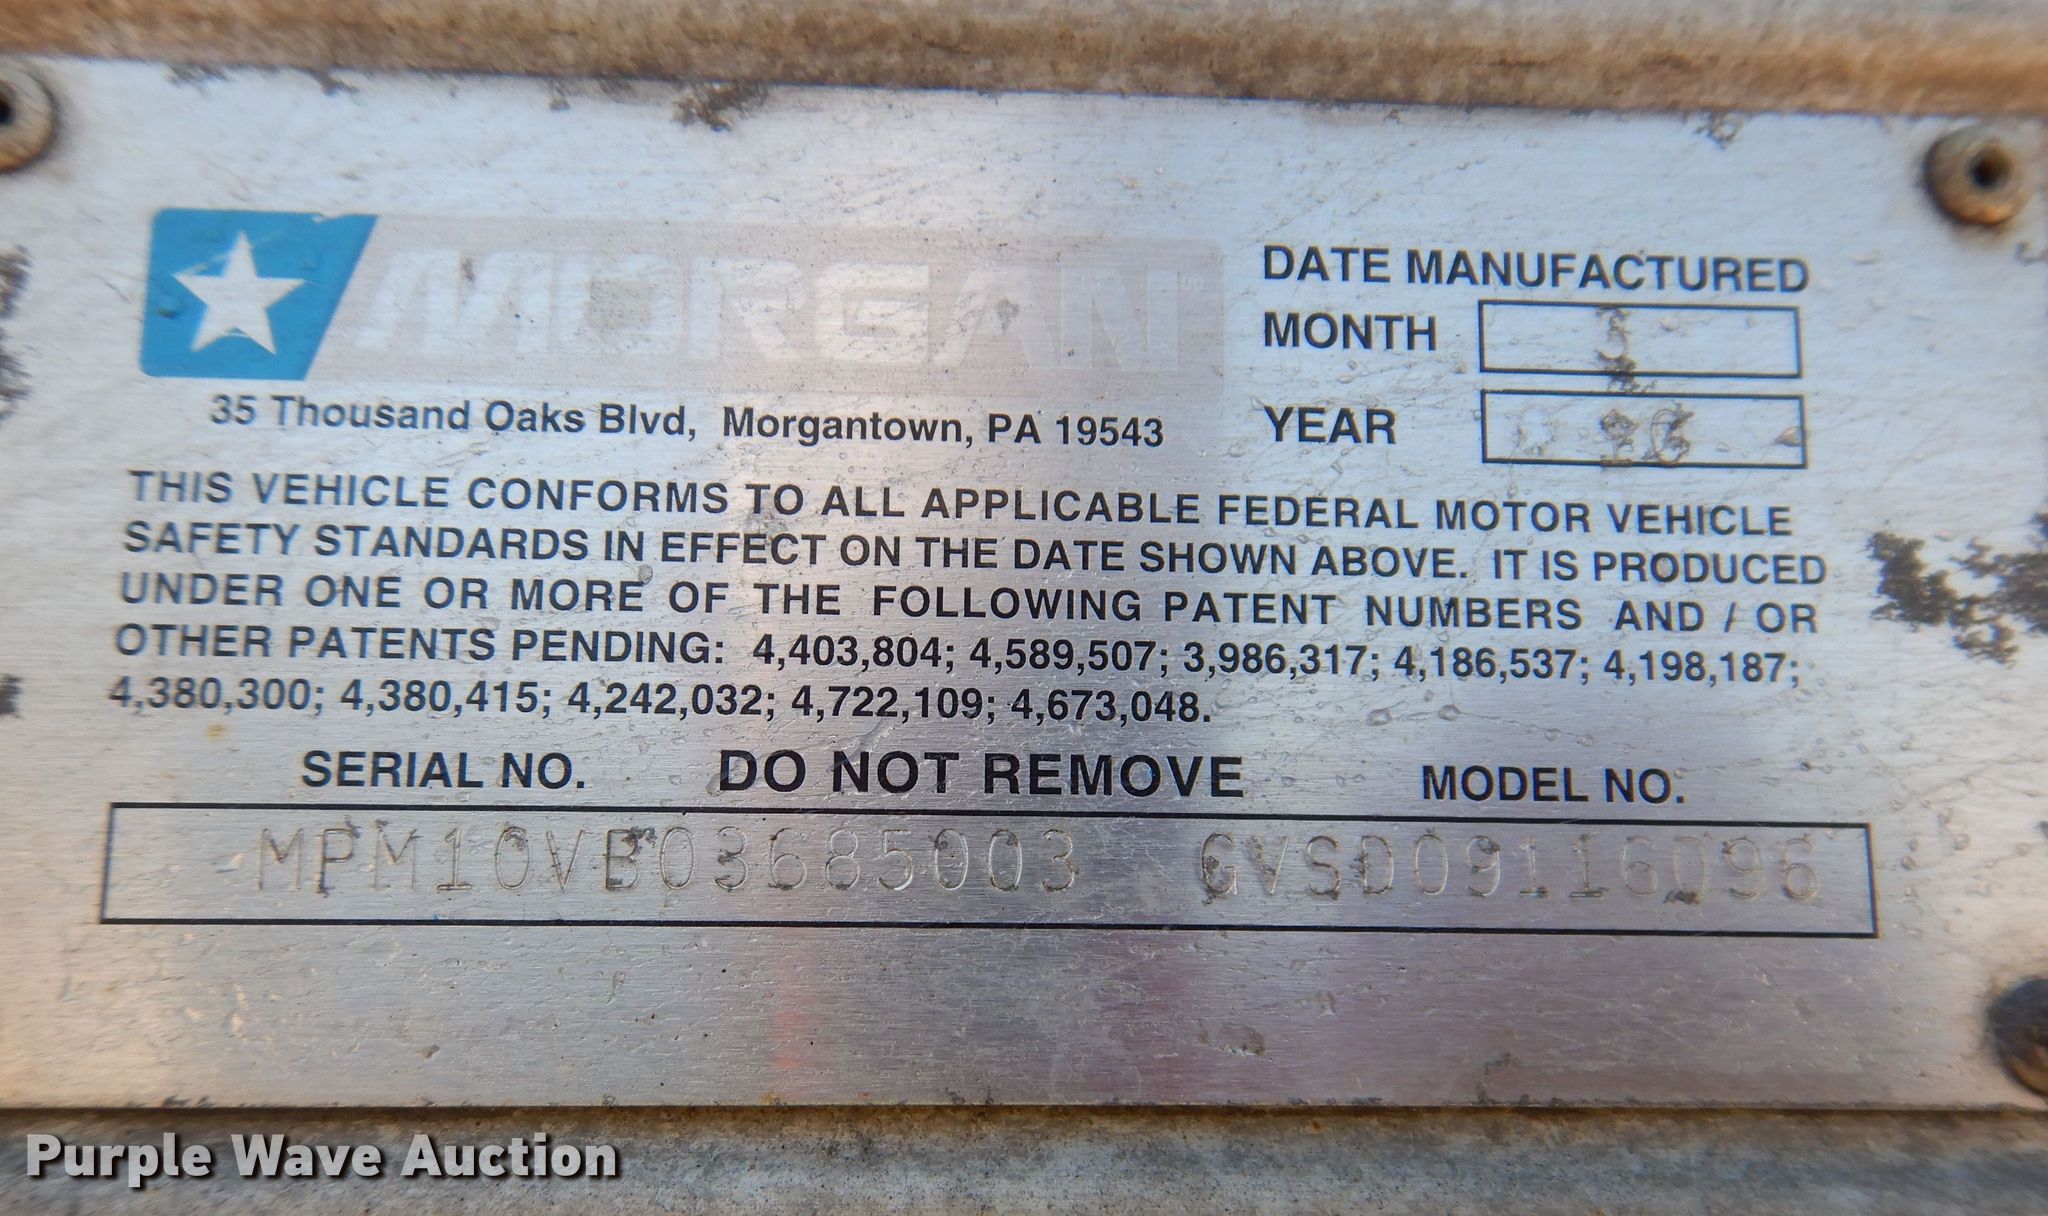 MORGAN
35 Thousand Oaks Blvd, Morgantown, PA 19543
DATE MANUFACTURED
MONTH
YEAR
THIS VEHICLE CONFORMS TO ALL APPLICABLE FEDERAL MOTOR VEHICLE
SAFETY STANDARDS IN EFFECT ON THE DATE SHOWN ABOVE. IT IS PRODUCED
UNDER ONE OR MORE OF THE FOLLOWING PATENT NUMBERS AND / OR
OTHER PATENTS PENDING: 4,403,804; 4,589,507; 3,986,317; 4,186,537; 4,198,187;
4,380,300; 4,380,415; 4,242,032; 4,722,109; 4,673,048.
SERIAL NO. DO NOT REMOVE MODEL NO.
MPM10VB03685003 GVSD09116096
Purple Wave Auction